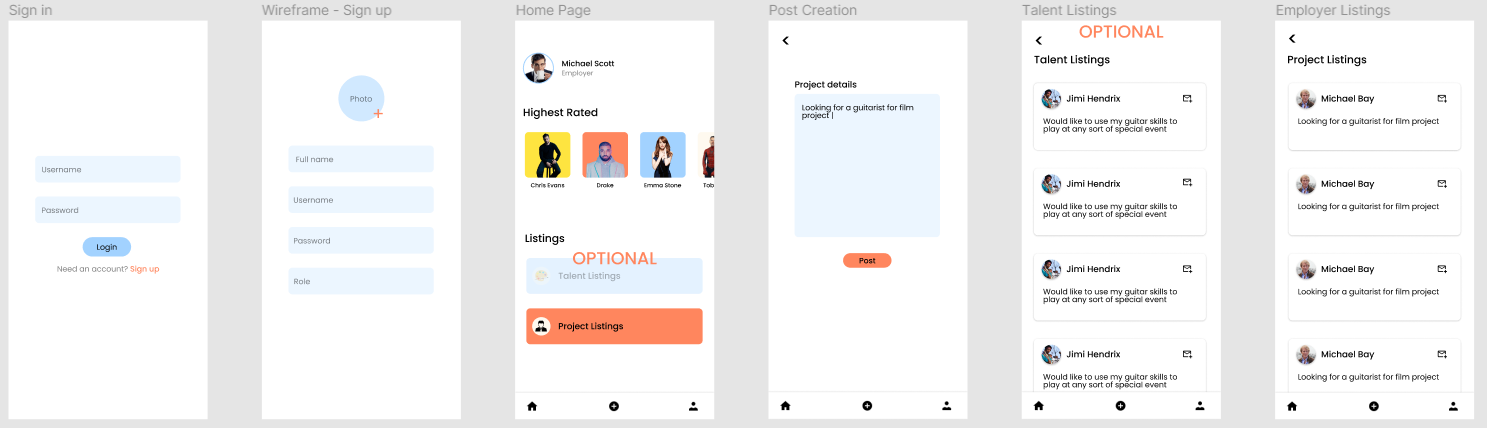 Sign in
Username
Password
Login
Need an account? Sign up
Wireframe - Sign up
Photo
+
Full name
Username
Password
Role
Home Page
Michael Scott
Employer
Highest Rated
Chris Evans
Drake
Emma Stone
Tob
Listings
OPTIONAL
Talent Listings
Project Listings
Post Creation
Project details
Looking for a guitarist for film
project |
Post
Talent Listings
OPTIONAL
Talent Listings
Jimi Hendrix
Would like to use my guitar skills to
play at any sort of special event
Jimi Hendrix
Would like to use my guitar skills to
play at any sort of special event
Jimi Hendrix
Would like to use my guitar skills to
play at any sort of special event
Jimi Hendrix
Would like to use my guitar skills to
play at any sort of special event
Employer Listings
Project Listings
Michael Bay
Looking for a guitarist for film project
Michael Bay
Looking for a guitarist for film project
Michael Bay
Looking for a guitarist for film project
Michael Bay
Looking for a guitarist for film project